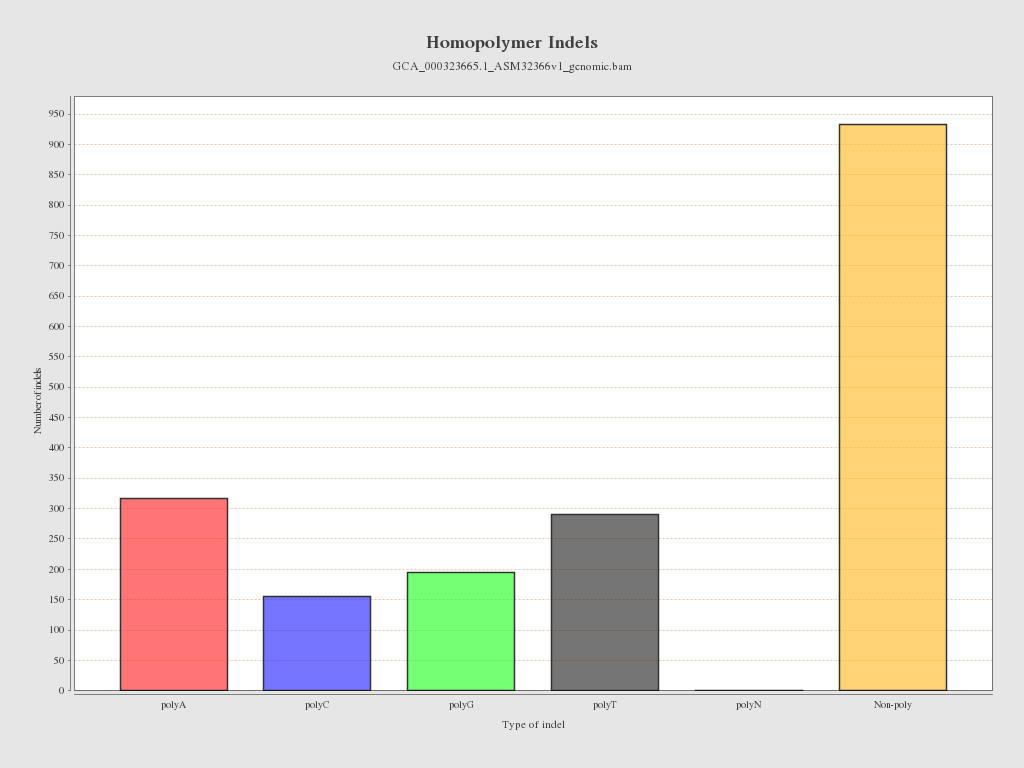 Homopolymer Indels
GCA_000323665.1_ASM32366v1_genomic.bam
950
900
850
800
750
700
650
600
550
500
450
400
350
300
250
200
150
100
50
0
Number of indels
polyA
polyC
polyG
polyT
polyN
Non-poly
Type of indel